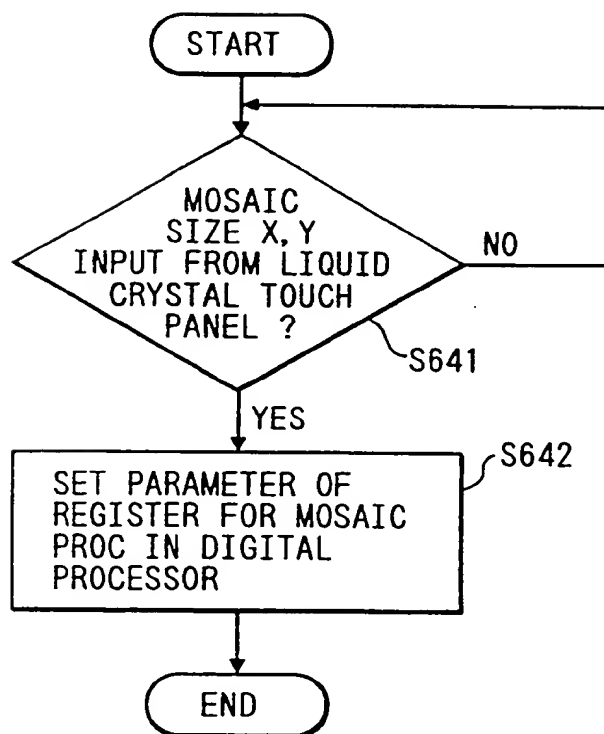 START
MOSAIC
SIZE X,Y
INPUT FROM LIQUID
CRYSTAL TOUCH
PANEL ?
NO
S641
YES
S642
SET PARAMETER OF
REGISTER FOR MOSAIC
PROC IN DIGITAL
PROCESSOR
END